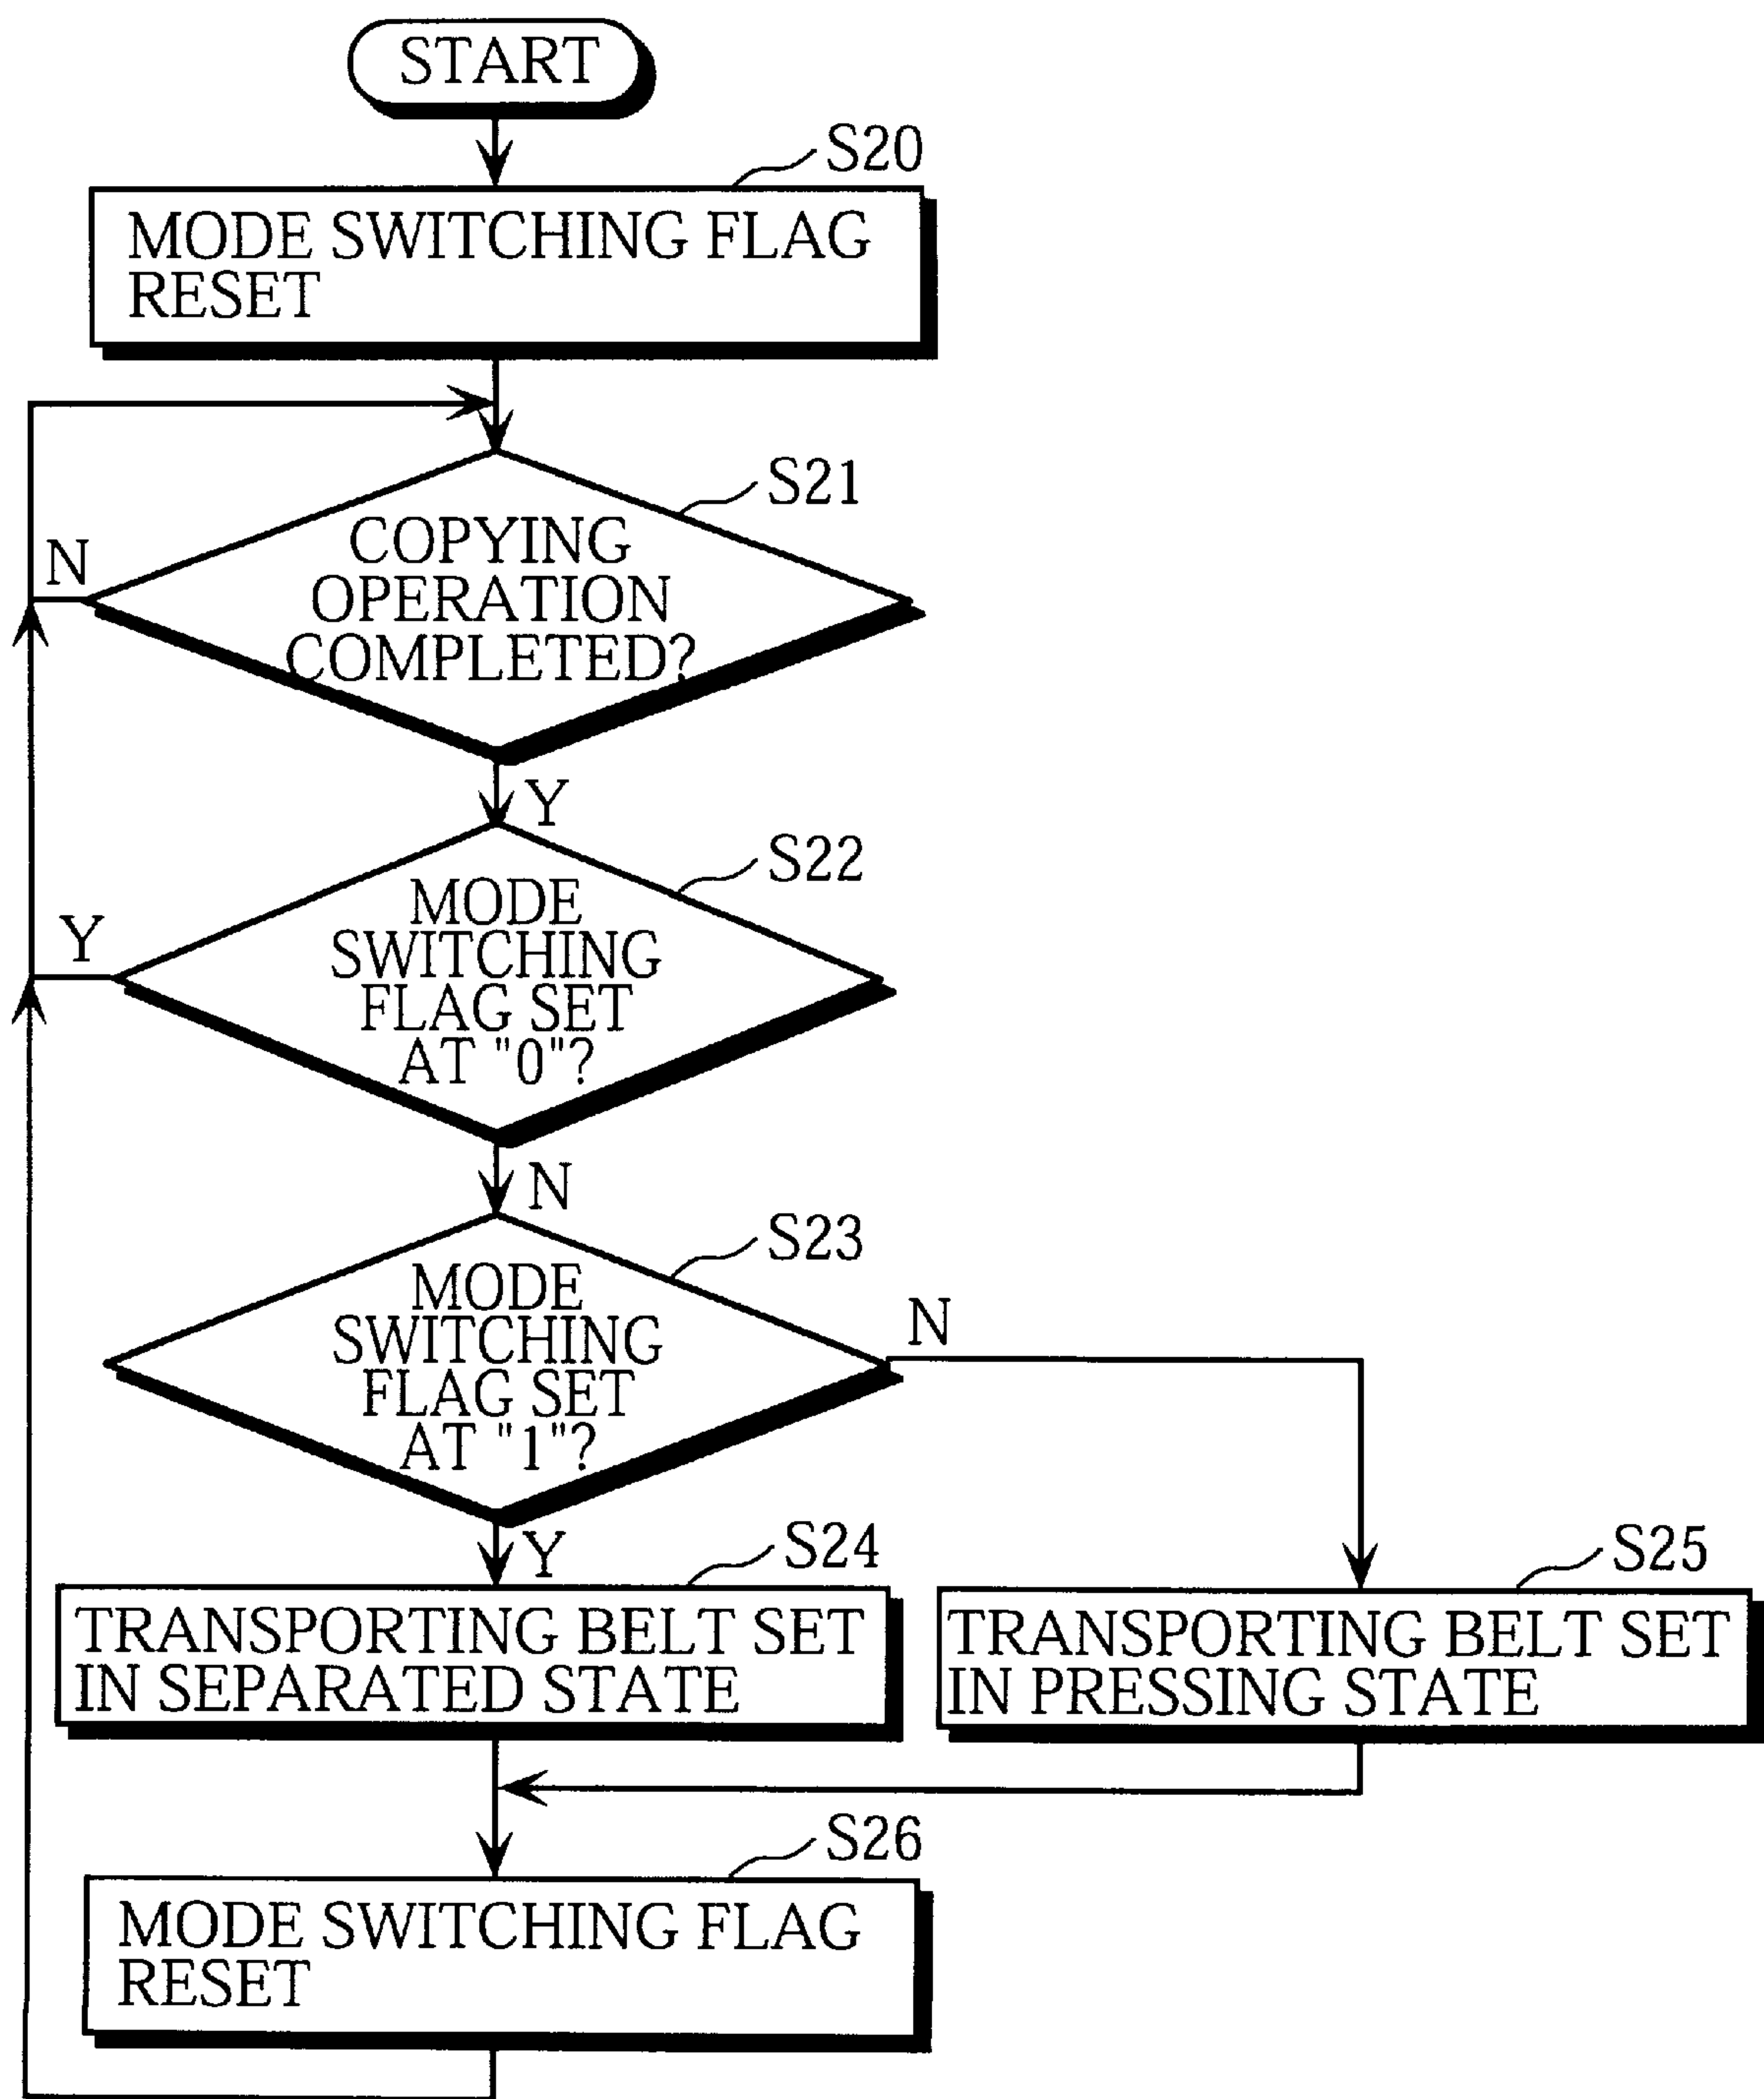 START
S20
MODE SWITCHING FLAG
RESET
S21
COPYING
OPERATION
COMPLETED?
N
Y
S22
MODE
SWITCHING
FLAG SET
AT "0"?
Y
N
S23
MODE
SWITCHING
FLAG SET
AT "1"?
N
Y
S24
TRANSPORTING BELT SET
IN SEPARATED STATE
S25
TRANSPORTING BELT SET
IN PRESSING STATE
S26
MODE SWITCHING FLAG
RESET